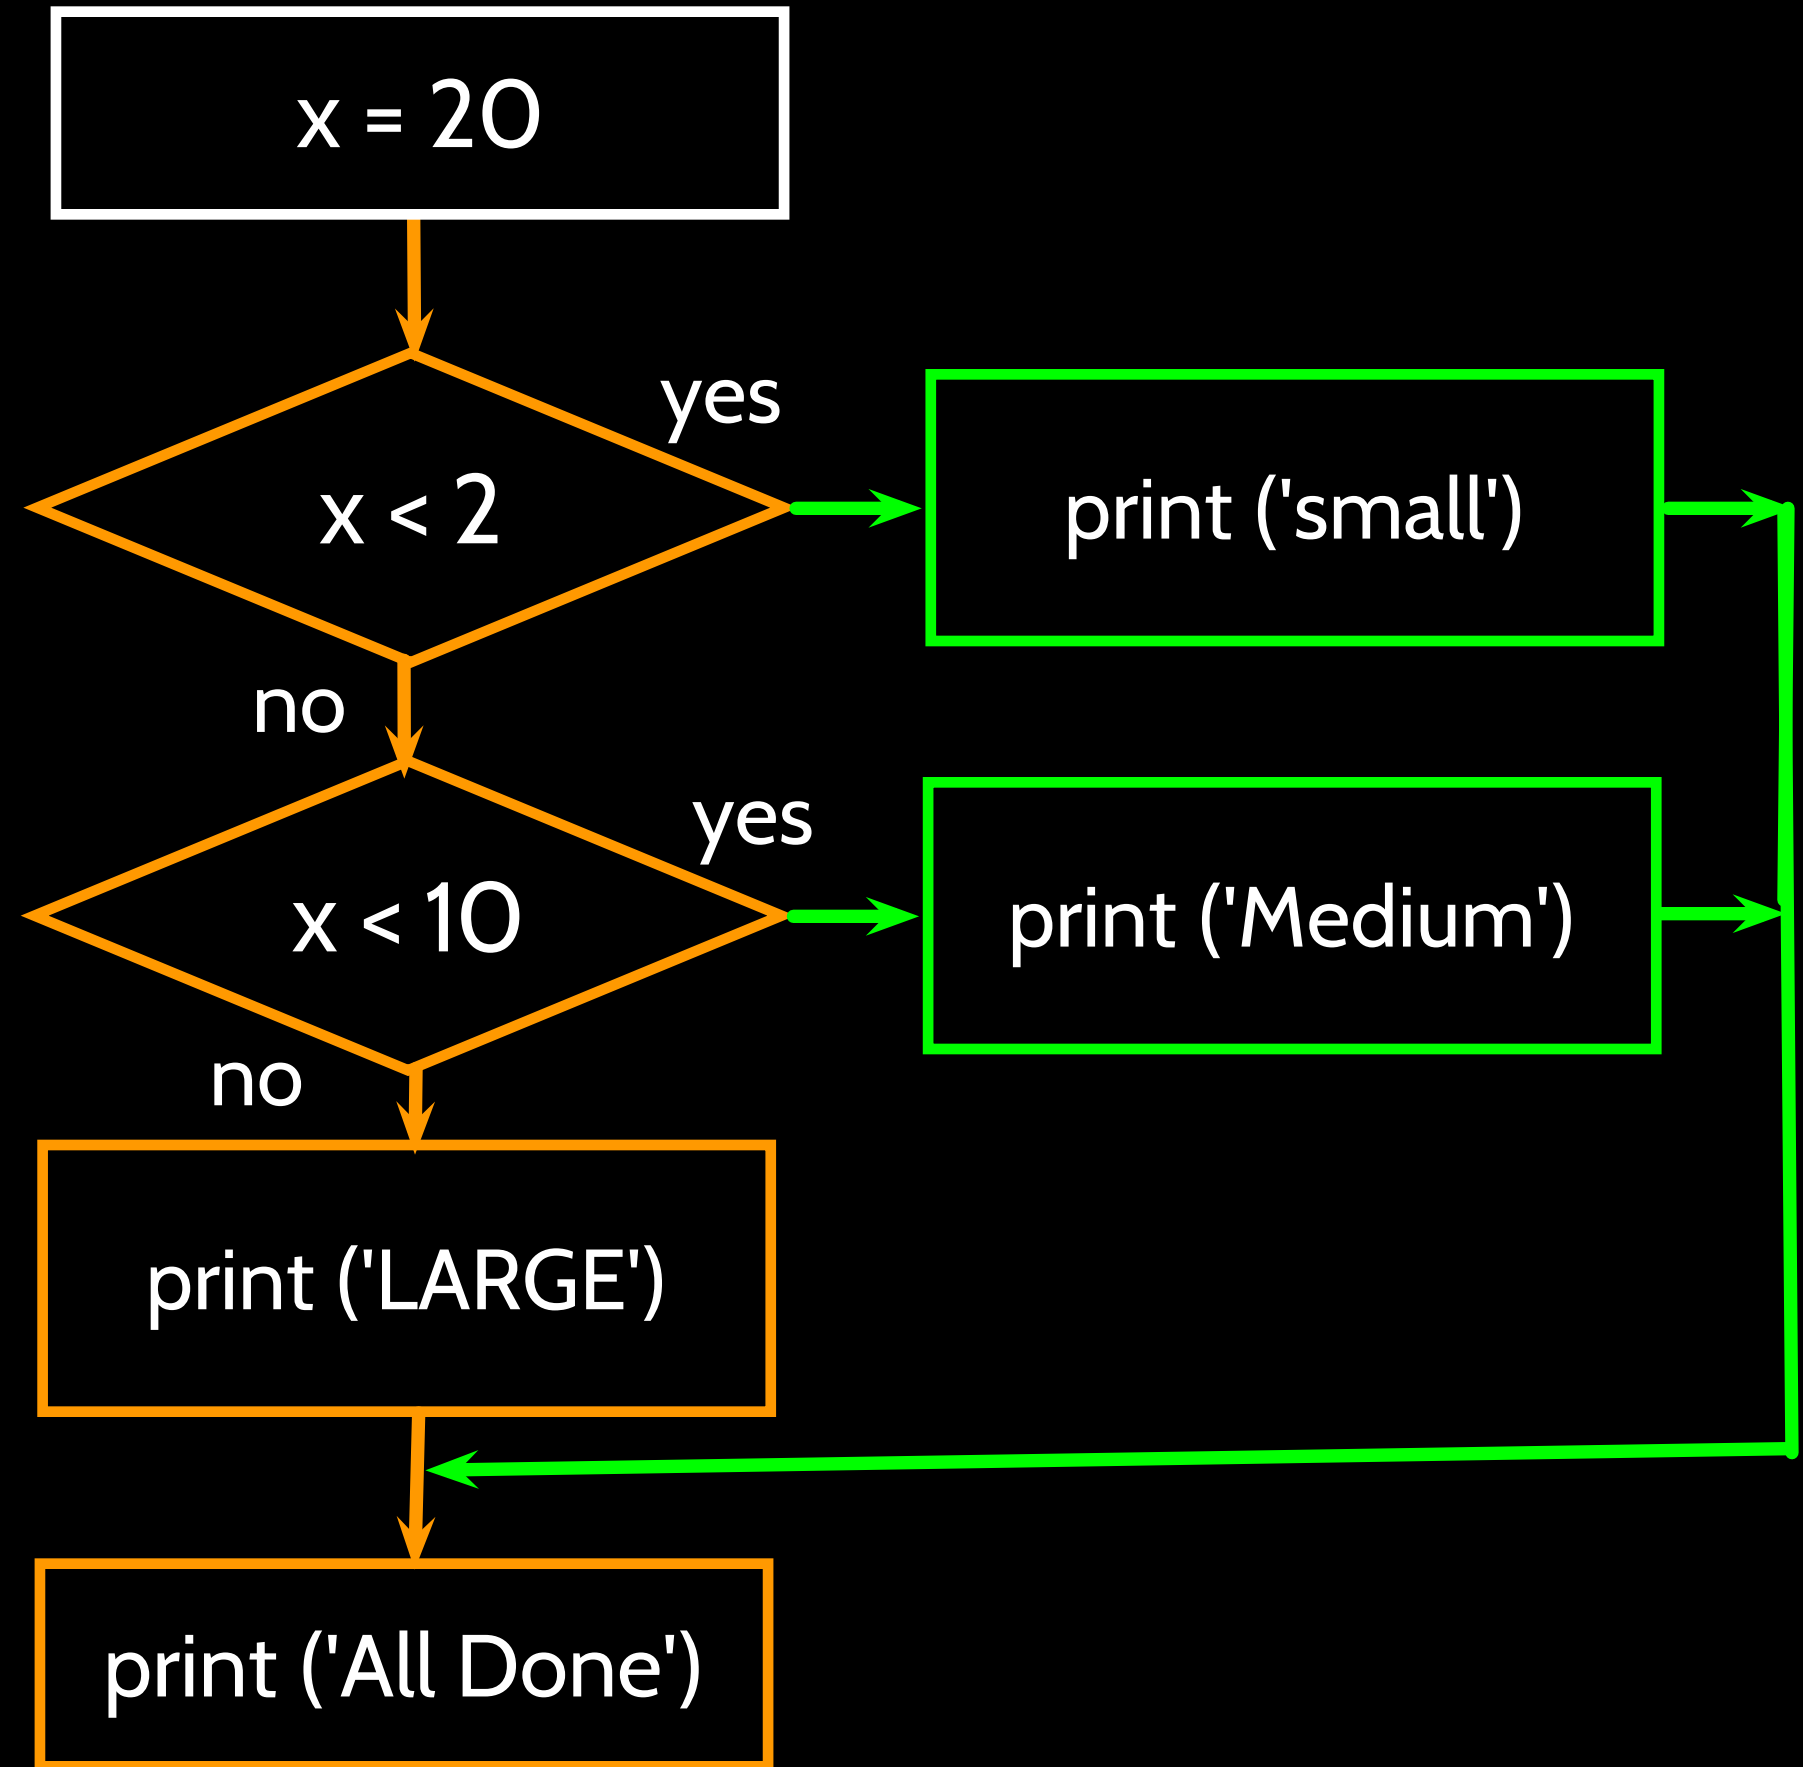 x = 20
yes
x < 2
print ('small')
no
yes
x < 10
print ('Medium')
no
print ('LARGE')
print ('All Done')